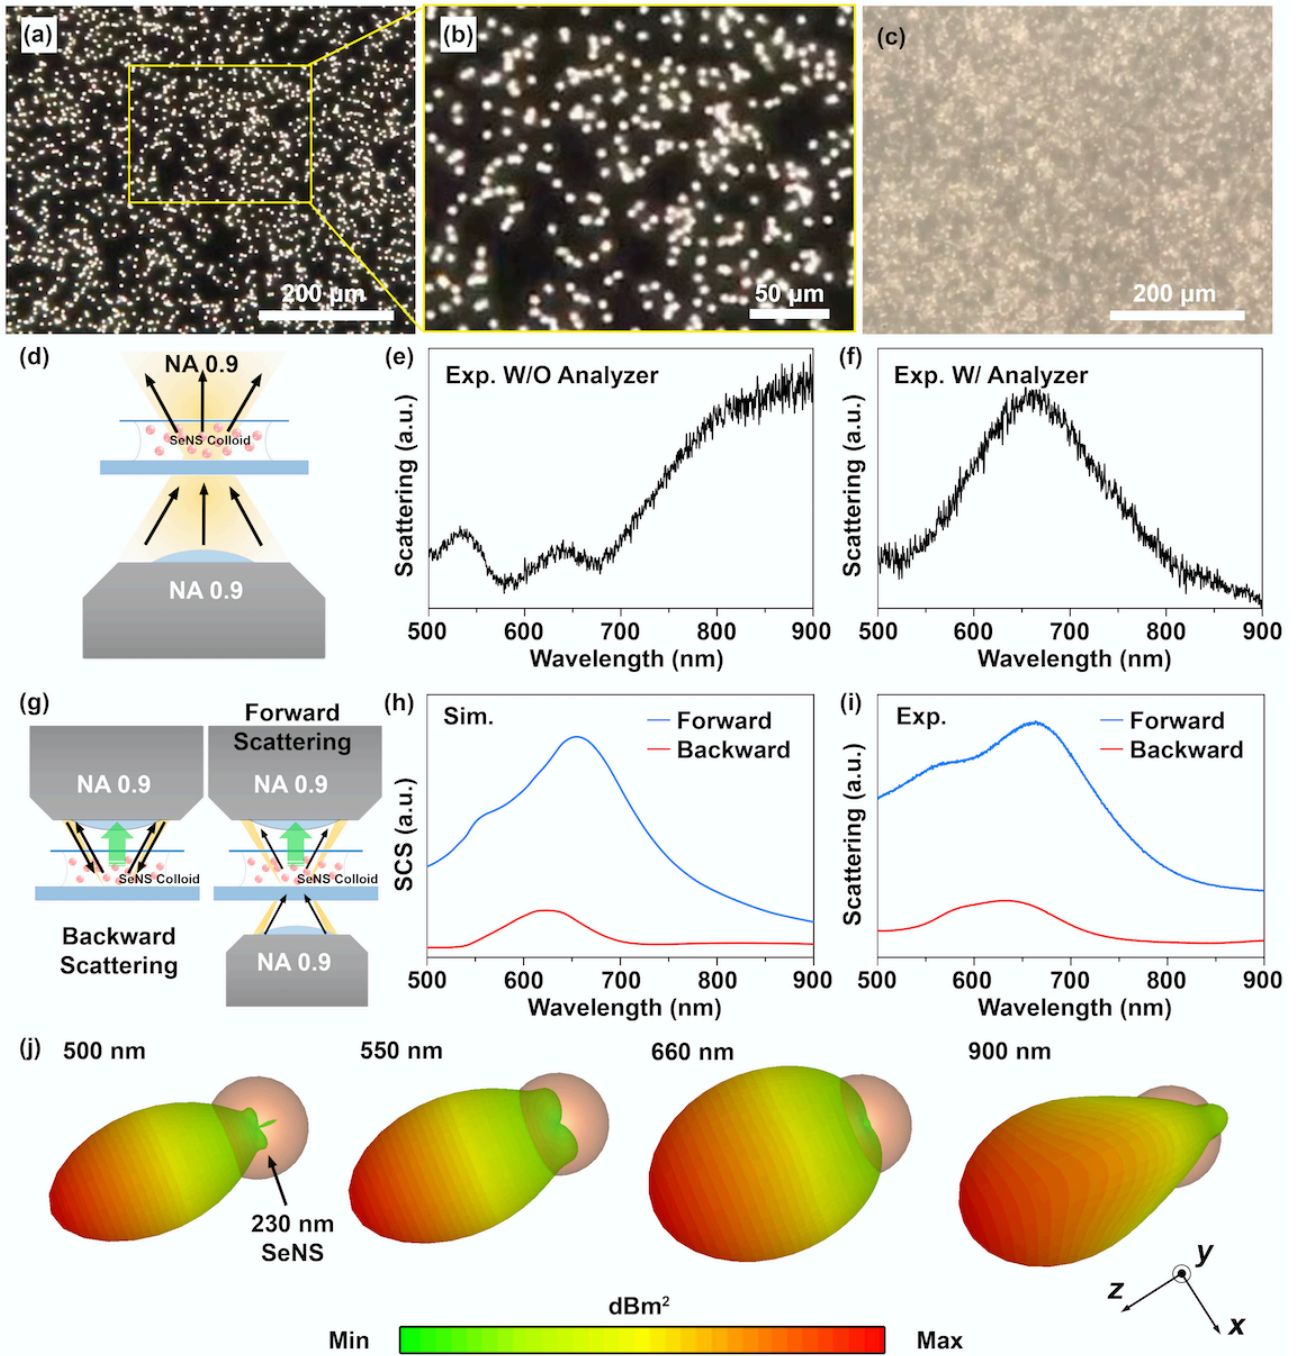 (a)
200 µm
(b)
50 µm
(c)
200 µm
(d)
NA 0.9
SeNS Colloid
NA 0.9
(e)
Exp. W/O Analyzer
Scattering (a.u.)
500 600 700 800 900
Wavelength (nm)
(f)
Exp. W/ Analyzer
Scattering (a.u.)
500 600 700 800 900
Wavelength (nm)
(g)
Forward
Scattering
NA 0.9
NA 0.9
SeNS Colloid
SeNS Colloid
Backward
Scattering
NA 0.9
(h)
Sim.
Forward
Backward
SCS (a.u.)
500 600 700 800 900
Wavelength (nm)
(i)
Exp.
Forward
Backward
Scattering (a.u.)
500 600 700 800 900
Wavelength (nm)
(j)
500 nm
550 nm
660 nm
900 nm
230 nm
SeNS
y
z
x
dBm²
Min
Max